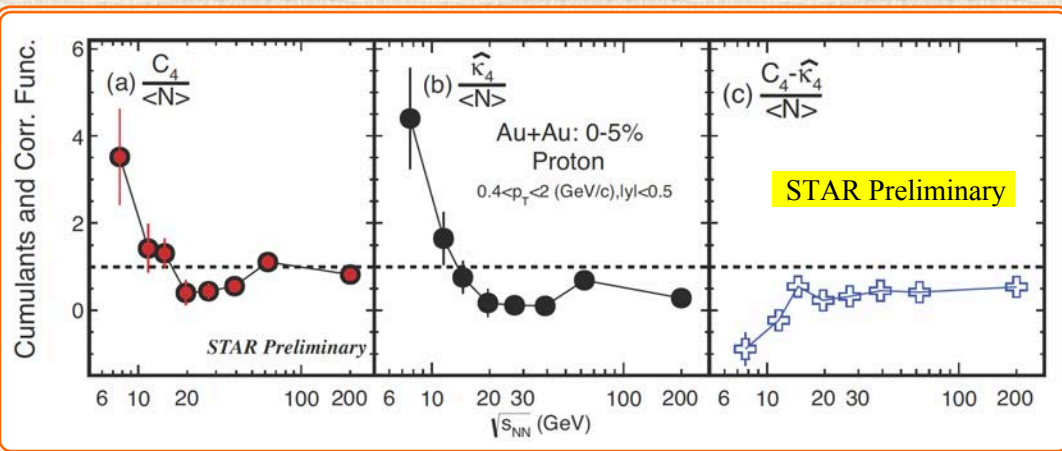 Cumulants and Corr. Func.
6
4
2
0
(a) C₄
<N>
STAR Preliminary
6 10 20 100 200
(b) κ̂₄
<N>
Au+Au: 0-5%
Proton
0.4<p_T<2 (GeV/c),|y|<0.5
6 10 20 30 100 200
(c) C₄-κ̂₄
<N>
STAR Preliminary
6 10 20 30 100 200
√s_NN (GeV)